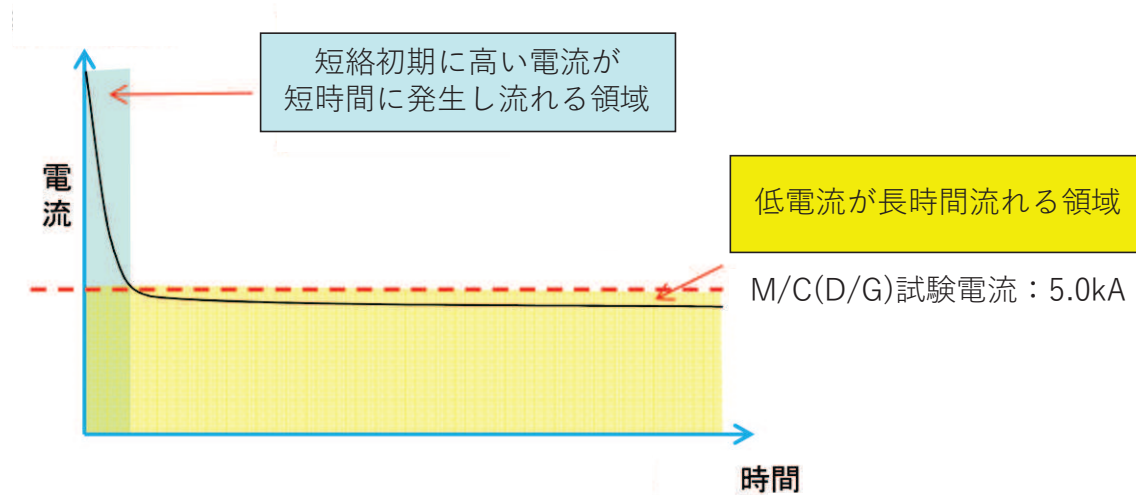 短絡初期に高い電流が
短時間に発生し流れる領域
電流
低電流が長時間流れる領域
M/C(D/G)試験電流：5.0kA
時間